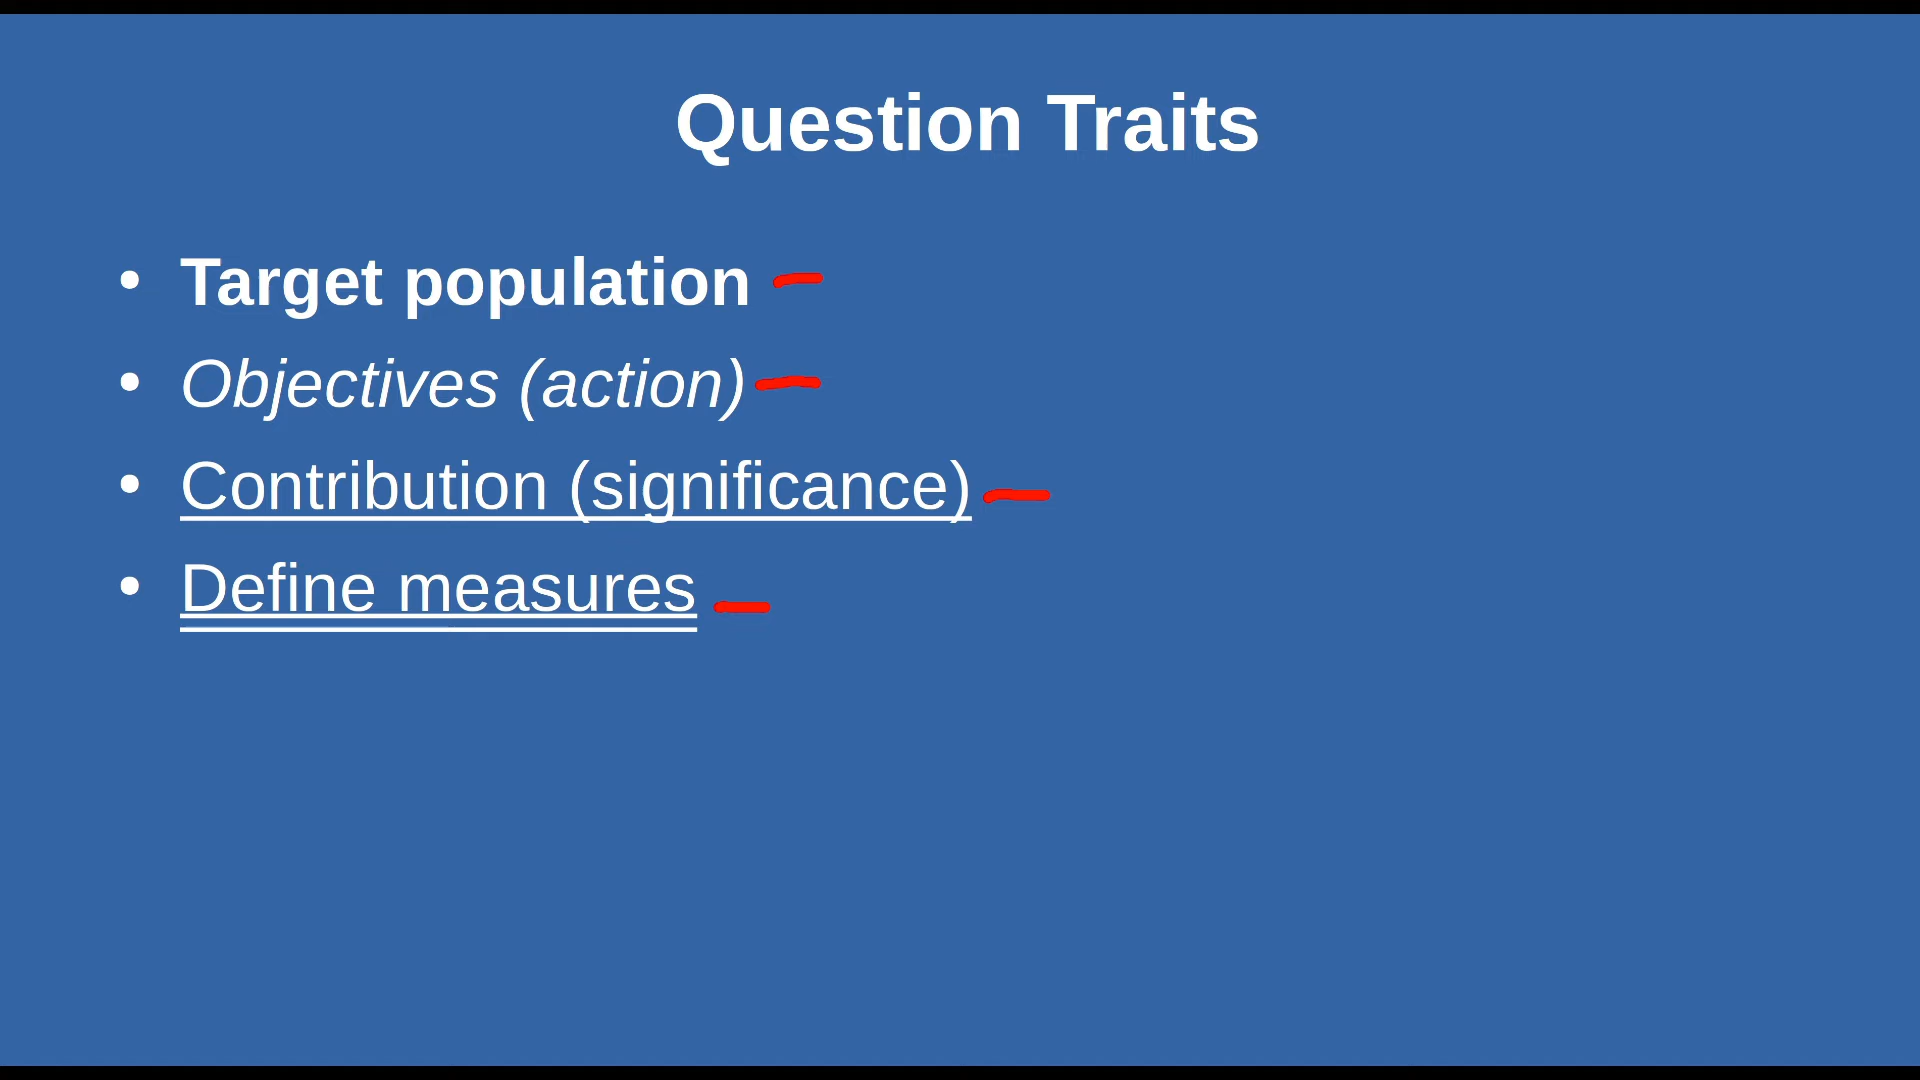 Question Traits
• Target population
• Objectives (action)
• Contribution (significance)
• Define measures